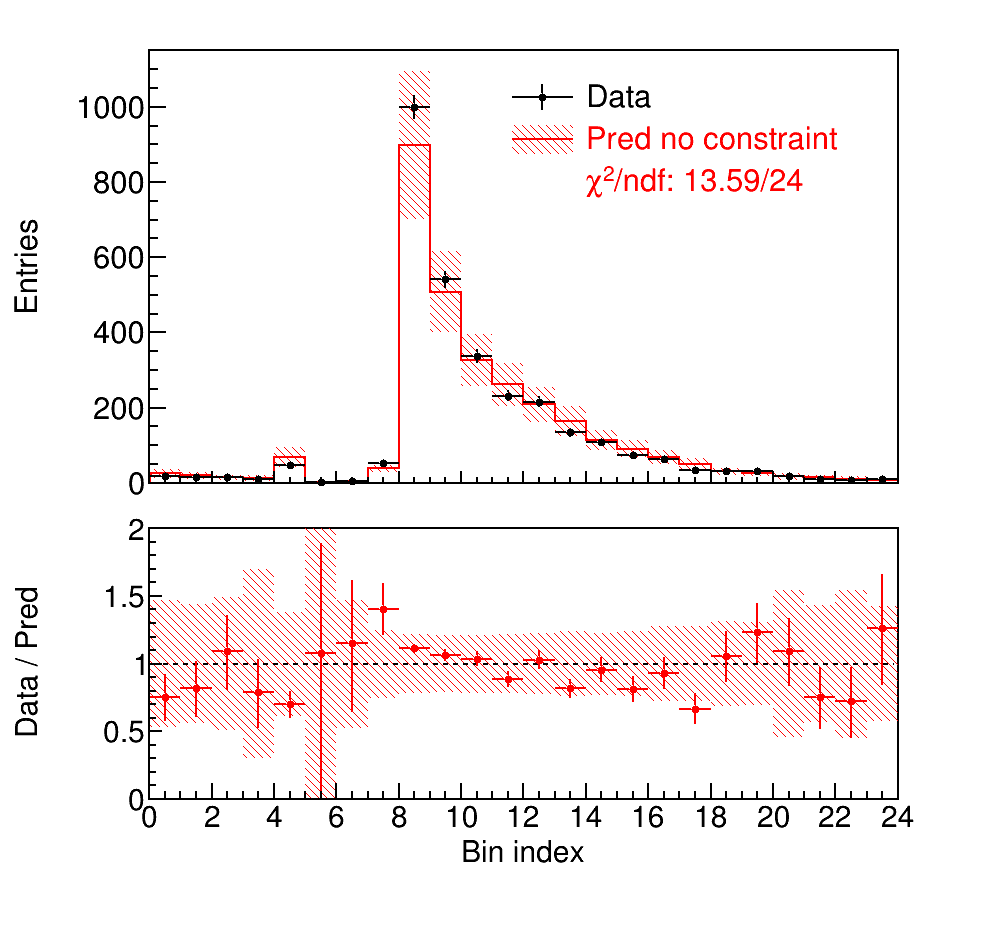 Entries
1000
800
600
400
200
0
Data
Pred no constraint
χ²/ndf: 13.59/24
Data / Pred
2
1.5
1
0.5
0
0 2 4 6 8 10 12 14 16 18 20 22 24
Bin index